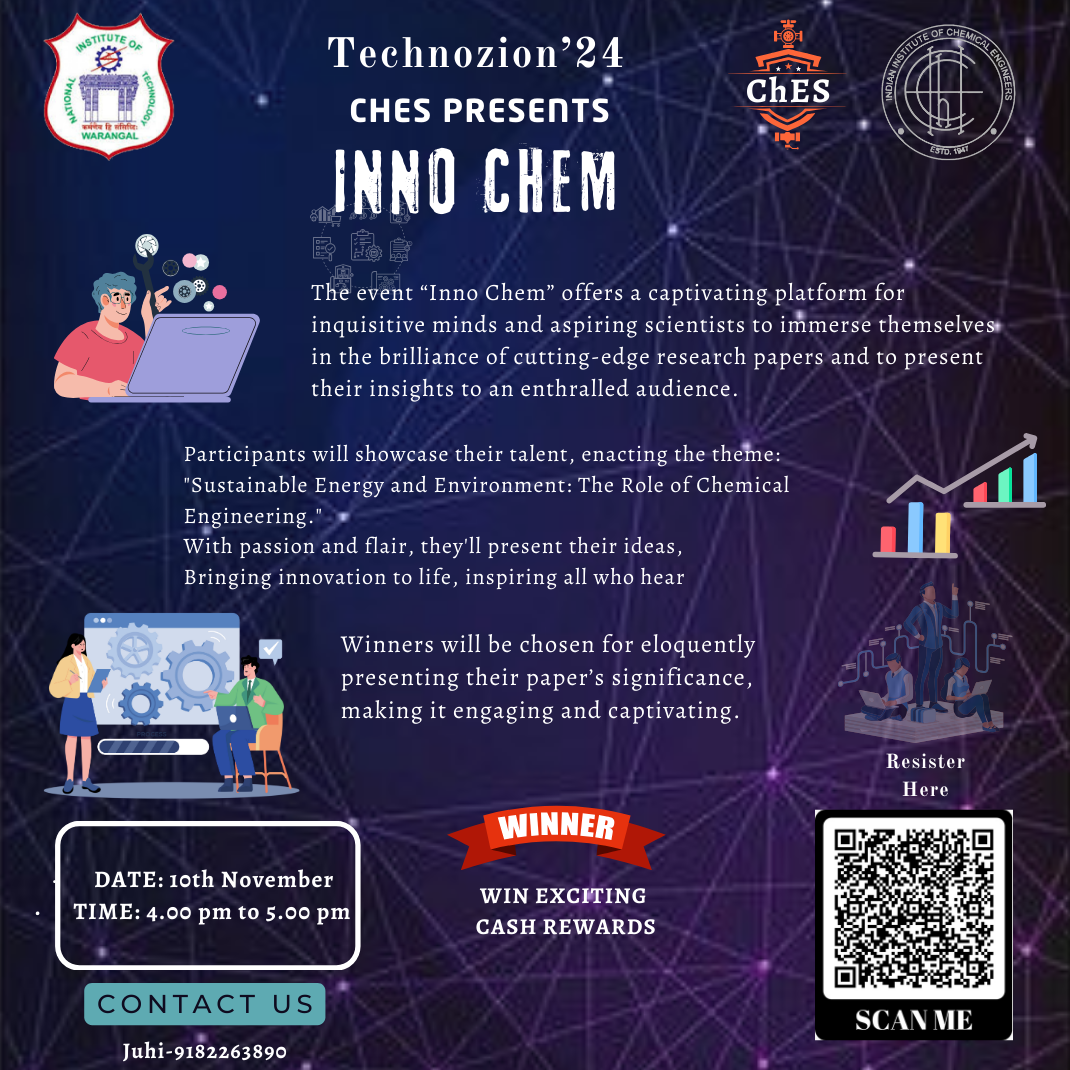 Technozion’24
CHES PRESENTS
INNO CHEM
NATIONAL INSTITUTE OF TECHNOLOGY
WARANGAL
ChES
INDIAN INSTITUTE OF CHEMICAL ENGINEERS
ESTD. 1947
The event “Inno Chem” offers a captivating platform for
inquisitive minds and aspiring scientists to immerse themselves
in the brilliance of cutting-edge research papers and to present
their insights to an enthralled audience.
Participants will showcase their talent, enacting the theme:
"Sustainable Energy and Environment: The Role of Chemical
Engineering."
With passion and flair, they'll present their ideas,
Bringing innovation to life, inspiring all who hear
Winners will be chosen for eloquently
presenting their paper’s significance,
making it engaging and captivating.
Resister
Here
WINNER
WIN EXCITING
CASH REWARDS
DATE: 10th November
TIME: 4.00 pm to 5.00 pm
CONTACT US
Juhi-9182263890
SCAN ME